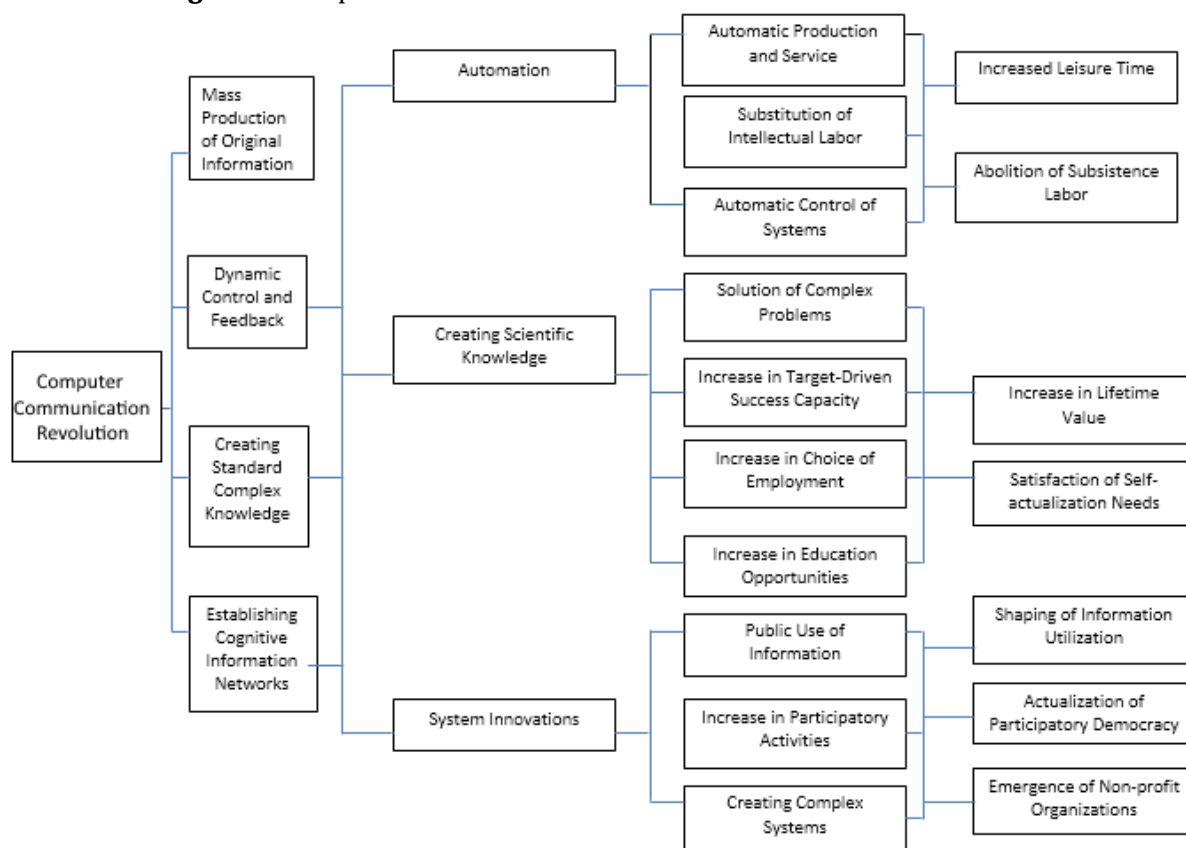 Automatic Production
and Service
Automation
Increased Leisure Time
Mass
Production
of Original
Information
Substitution of
Intellectual Labor
Abolition of Subsistence
Labor
Automatic Control of
Systems
Dynamic
Control and
Feedback
Solution of Complex
Problems
Creating Scientific
Knowledge
Computer
Communication
Revolution
Increase in Target-Driven
Success Capacity
Increase in Lifetime
Value
Creating
Standard
Complex
Knowledge
Increase in Choice of
Employment
Satisfaction of Self-
actualization Needs
Increase in Education
Opportunities
Establishing
Cognitive
Information
Networks
Public Use of
Information
Shaping of Information
Utilization
System Innovations
Increase in Participatory
Activities
Actualization of
Participatory Democracy
Creating Complex
Systems
Emergence of Non-profit
Organizations